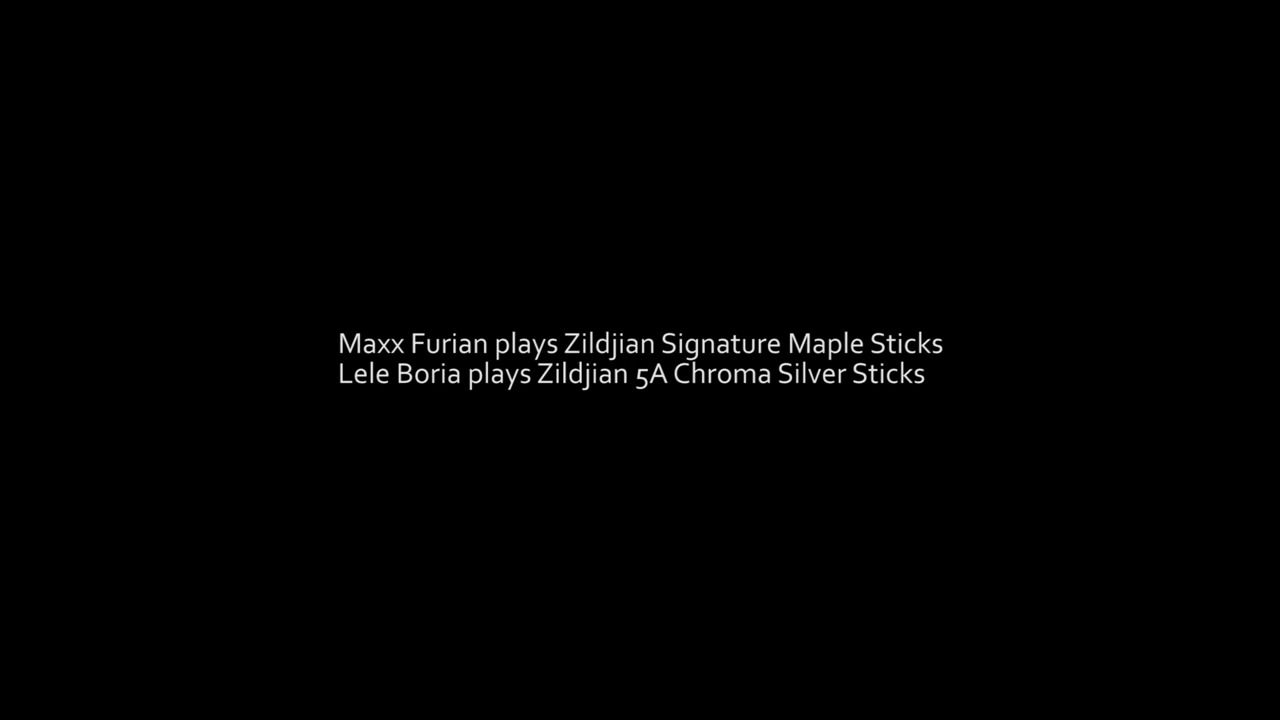 Maxx Furian plays Zildjian Signature Maple Sticks
Lele Boria plays Zildjian 5A Chroma Silver Sticks